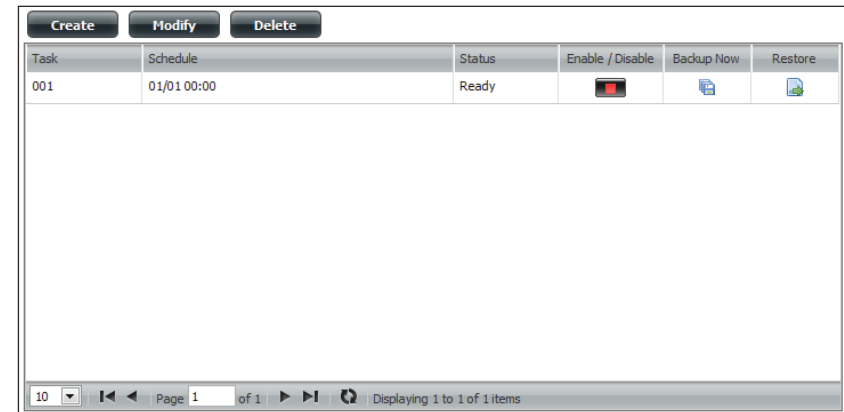 Create Modify Delete
Task Schedule Status Enable / Disable Backup Now Restore
001 01/01 00:00 Ready
10 Page 1 of 1 Displaying 1 to 1 of 1 items